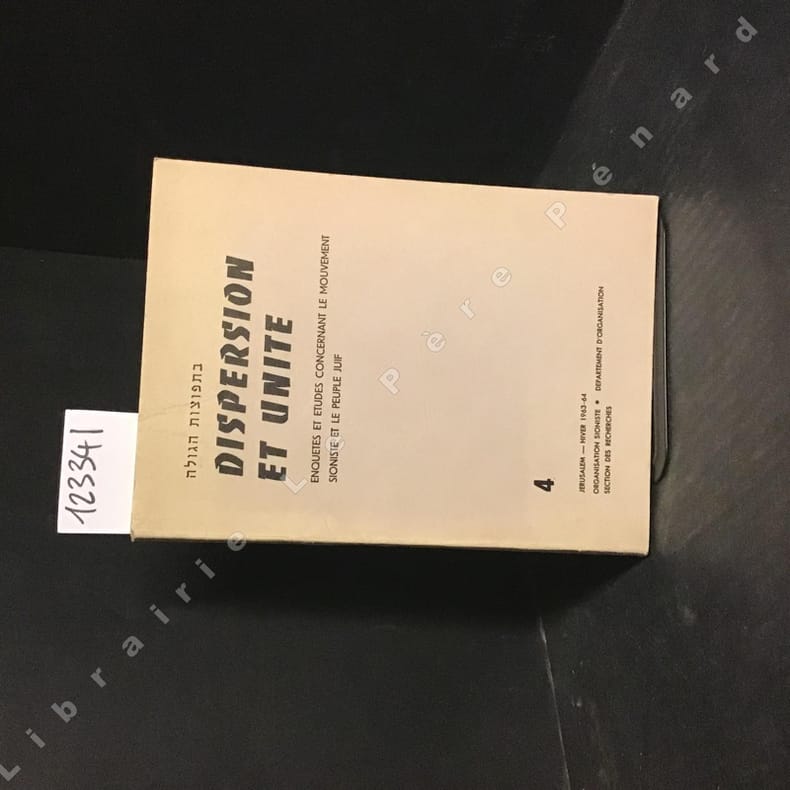 בתפוצות הגולה
DISPERSION
ET UNITE
ENQUETES ET ETUDES CONCERNANT LE MOUVEMENT
SIONISTE ET LE PEUPLE JUIF
4
JERUSALEM — HIVER 1963-64
ORGANISATION SIONISTE • DEPARTEMENT D'ORGANISATION
SECTION DES RECHERCHES
123341
Librairie Le Père Pénard